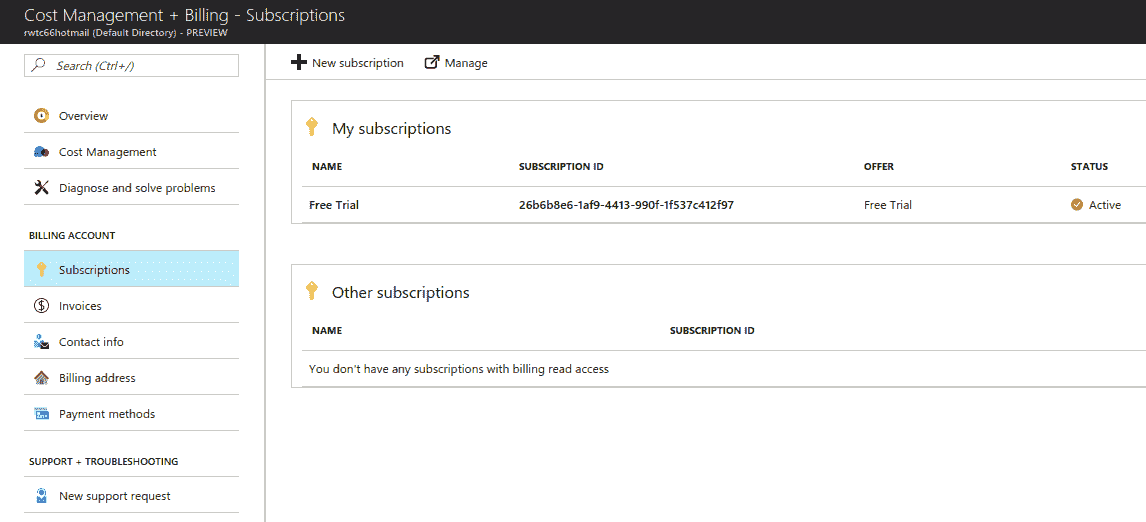 Cost Management + Billing - Subscriptions
rwtc66hotmail (Default Directory) - PREVIEW
Search (Ctrl+/)
Overview
Cost Management
Diagnose and solve problems
BILLING ACCOUNT
Subscriptions
Invoices
Contact info
Billing address
Payment methods
SUPPORT + TROUBLESHOOTING
New support request
New subscription Manage
My subscriptions
NAME SUBSCRIPTION ID OFFER STATUS
Free Trial 26b6b8e6-1af9-4413-990f-1f537c412f97 Free Trial Active
Other subscriptions
NAME SUBSCRIPTION ID
You don't have any subscriptions with billing read access